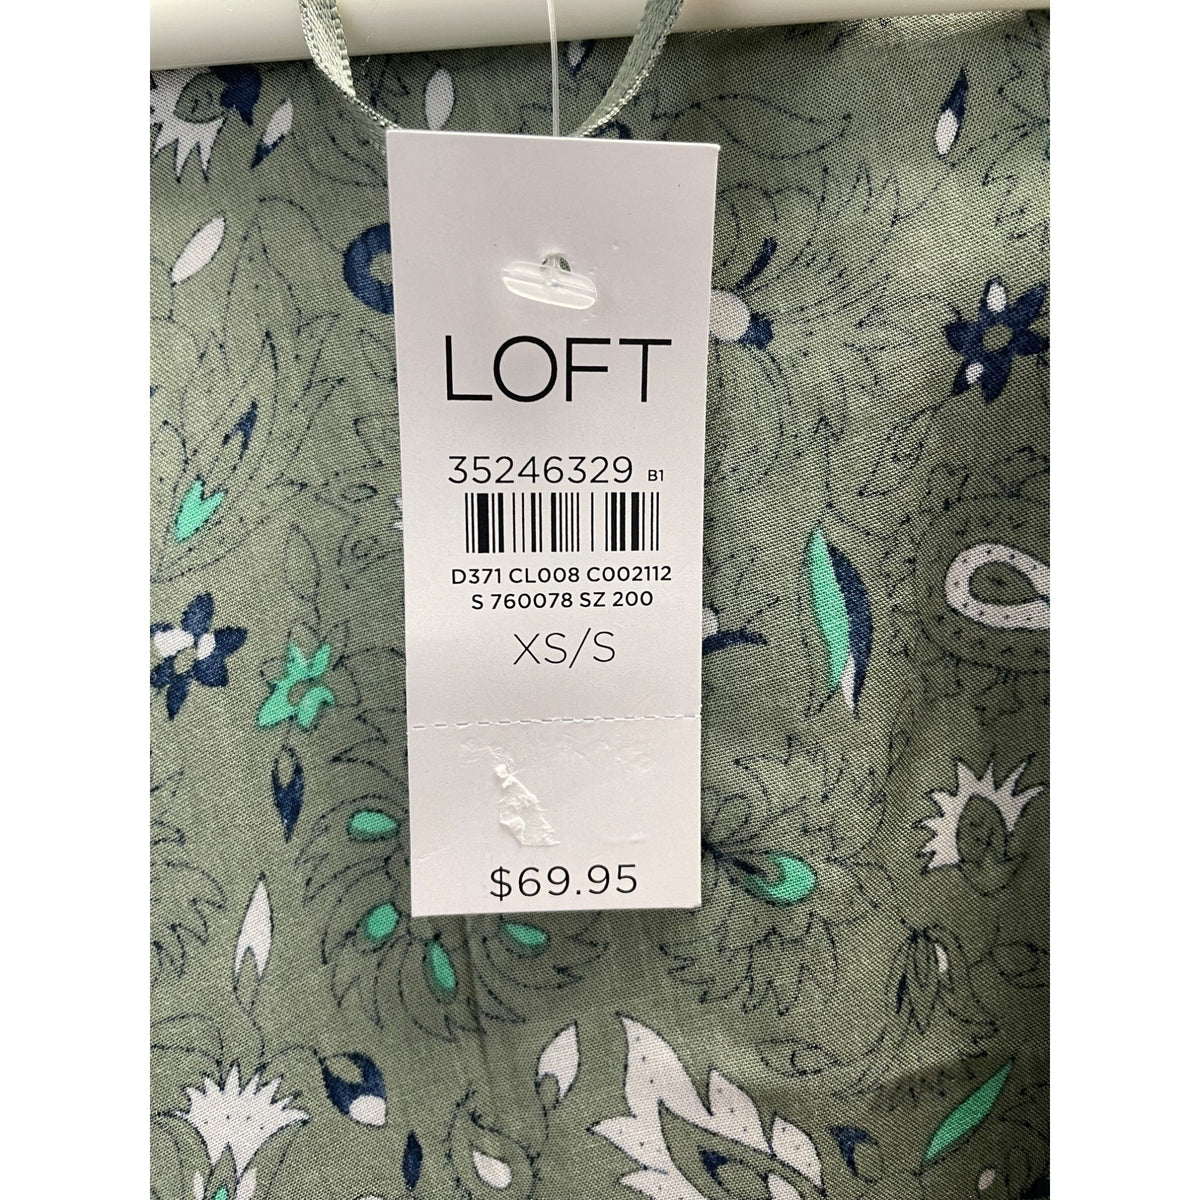 LOFT
35246329 B1
D371 CL008 C002112
S 760078 SZ 200
XS/S
$69.95